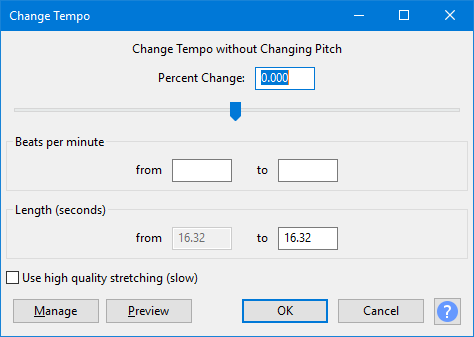 Change Tempo
Change Tempo without Changing Pitch
Percent Change: 0.000
Beats per minute
from to
Length (seconds)
from 16.32 to 16.32
Use high quality stretching (slow)
Manage Preview OK Cancel ?